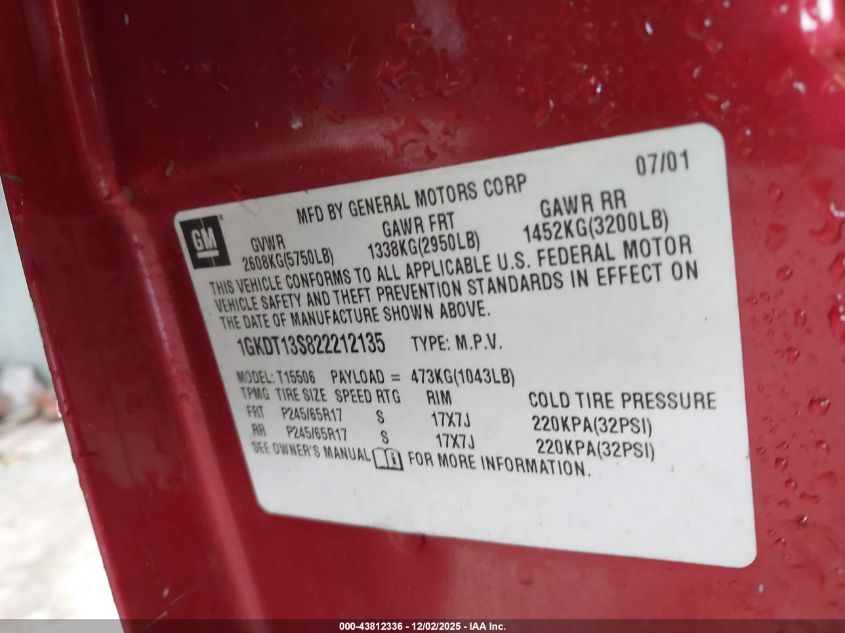 07/01
MFD BY GENERAL MOTORS CORP
GM
GVWR GAWR FRT GAWR RR
2608KG(5750LB) 1338KG(2950LB) 1452KG(3200LB)
THIS VEHICLE CONFORMS TO ALL APPLICABLE U.S. FEDERAL MOTOR
VEHICLE SAFETY AND THEFT PREVENTION STANDARDS IN EFFECT ON
THE DATE OF MANUFACTURE SHOWN ABOVE.
1GKDT13S822212135 TYPE: M.P.V.
MODEL: T15506 PAYLOAD = 473KG(1043LB)
TPMG TIRE SIZE SPEED RTG RIM COLD TIRE PRESSURE
FRT P245/65R17 S 17X7J 220KPA(32PSI)
RR P245/65R17 S 17X7J 220KPA(32PSI)
SEE OWNER'S MANUAL FOR MORE INFORMATION.
000-43812336 - 12/02/2025 - IAA Inc.